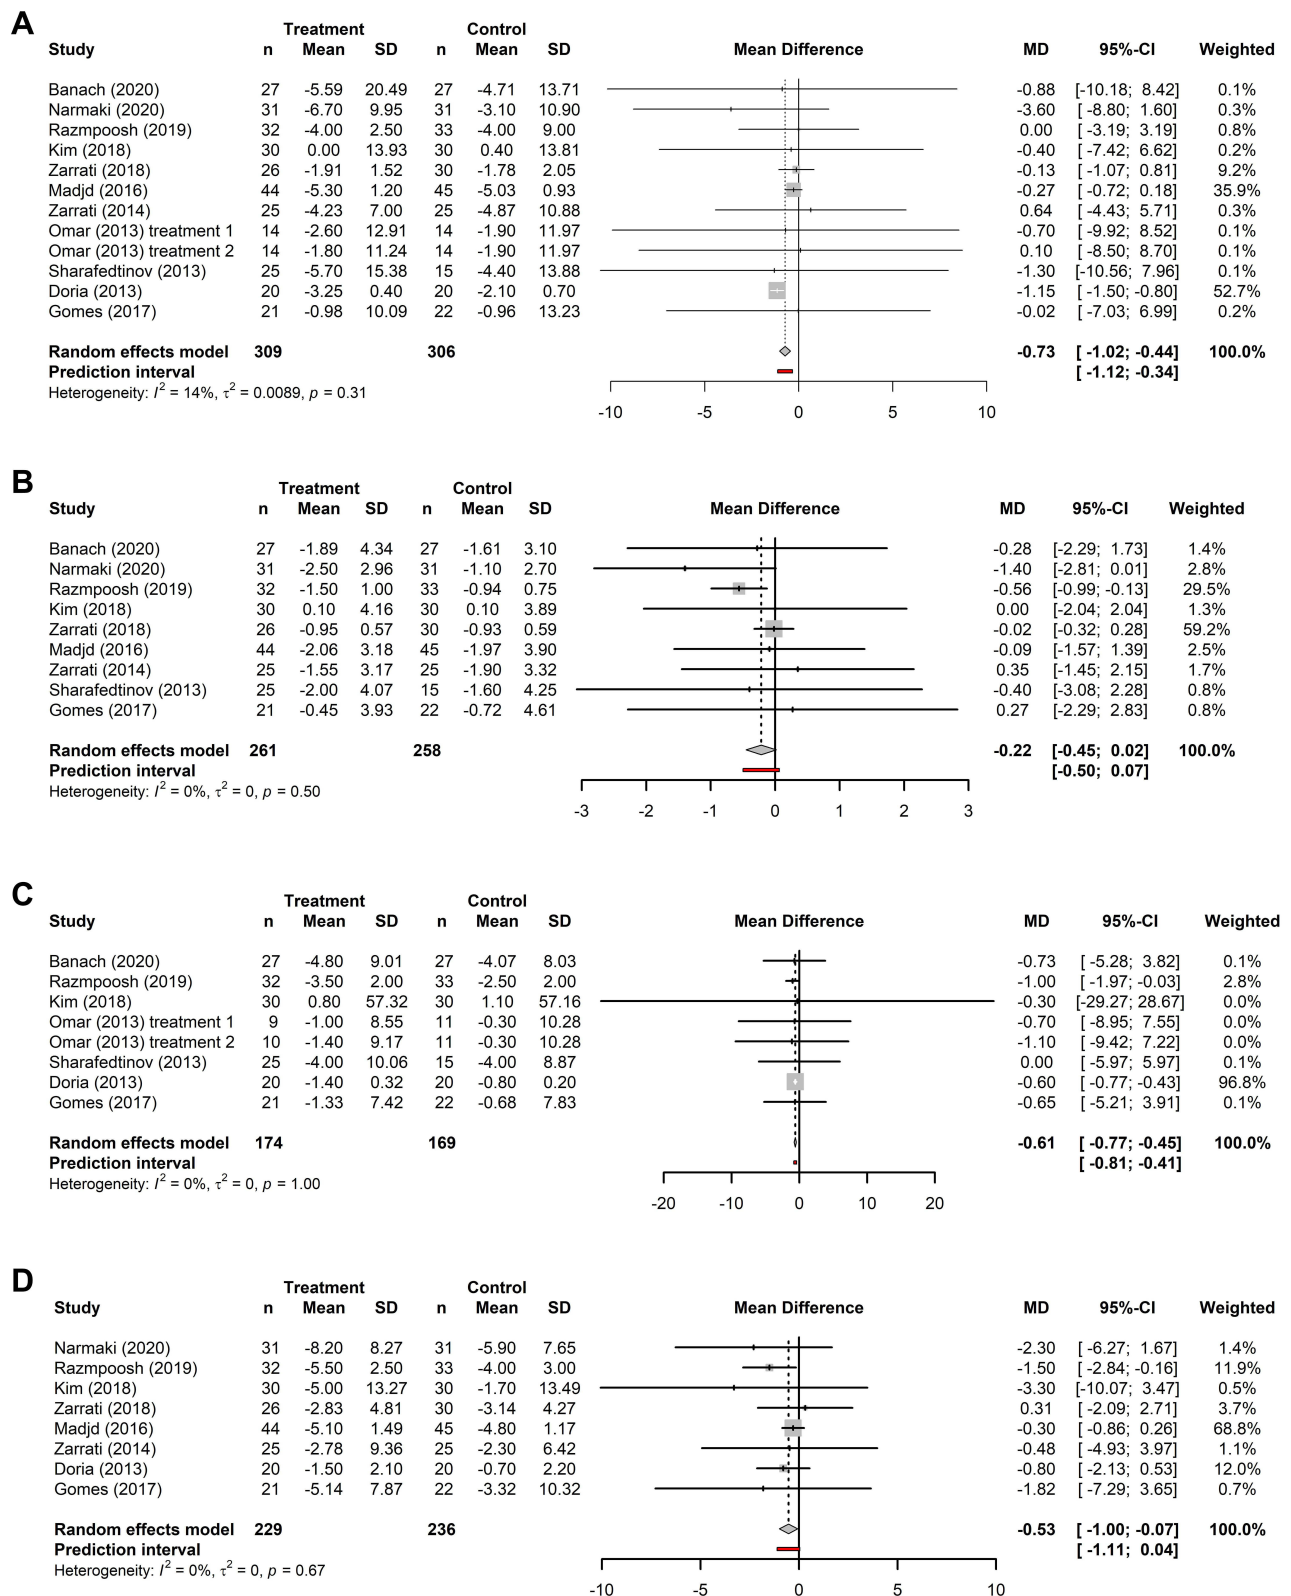 A
Treatment Control
Study n Mean SD n Mean SD Mean Difference MD 95%-CI Weighted
Banach (2020) 27 -5.59 20.49 27 -4.71 13.71 -0.88 [-10.18; 8.42] 0.1%
Narmaki (2020) 31 -6.70 9.95 31 -3.10 10.90 -3.60 [ -8.80; 1.60] 0.3%
Razmpoosh (2019) 32 -4.00 2.50 33 -4.00 9.00 0.00 [ -3.19; 3.19] 0.8%
Kim (2018) 30 0.00 13.93 30 0.40 13.81 -0.40 [ -7.42; 6.62] 0.2%
Zarrati (2018) 26 -1.91 1.52 30 -1.78 2.05 -0.13 [ -1.07; 0.81] 9.2%
Madjd (2016) 44 -5.30 1.20 45 -5.03 0.93 -0.27 [ -0.72; 0.18] 35.9%
Zarrati (2014) 25 -4.23 7.00 25 -4.87 10.88 0.64 [ -4.43; 5.71] 0.3%
Omar (2013) treatment 1 14 -2.60 12.91 14 -1.90 11.97 -0.70 [ -9.92; 8.52] 0.1%
Omar (2013) treatment 2 14 -1.80 11.24 14 -1.90 11.97 0.10 [ -8.50; 8.70] 0.1%
Sharafedtinov (2013) 25 -5.70 15.38 15 -4.40 13.88 -1.30 [-10.56; 7.96] 0.1%
Doria (2013) 20 -3.25 0.40 20 -2.10 0.70 -1.15 [ -1.50; -0.80] 52.7%
Gomes (2017) 21 -0.98 10.09 22 -0.96 13.23 -0.02 [ -7.03; 6.99] 0.2%
Random effects model 309 306 -0.73 [ -1.02; -0.44] 100.0%
Prediction interval [ -1.12; -0.34]
Heterogeneity: I² = 14%, τ² = 0.0089, p = 0.31
-10 -5 0 5 10
B
Treatment Control
Study n Mean SD n Mean SD Mean Difference MD 95%-CI Weighted
Banach (2020) 27 -1.89 4.34 27 -1.61 3.10 -0.28 [-2.29; 1.73] 1.4%
Narmaki (2020) 31 -2.50 2.96 31 -1.10 2.70 -1.40 [-2.81; 0.01] 2.8%
Razmpoosh (2019) 32 -1.50 1.00 33 -0.94 0.75 -0.56 [-0.99; -0.13] 29.5%
Kim (2018) 30 0.10 4.16 30 0.10 3.89 0.00 [-2.04; 2.04] 1.3%
Zarrati (2018) 26 -0.95 0.57 30 -0.93 0.59 -0.02 [-0.32; 0.28] 59.2%
Madjd (2016) 44 -2.06 3.18 45 -1.97 3.90 -0.09 [-1.57; 1.39] 2.5%
Zarrati (2014) 25 -1.55 3.17 25 -1.90 3.32 0.35 [-1.45; 2.15] 1.7%
Sharafedtinov (2013) 25 -2.00 4.07 15 -1.60 4.25 -0.40 [-3.08; 2.28] 0.8%
Gomes (2017) 21 -0.45 3.93 22 -0.72 4.61 0.27 [-2.29; 2.83] 0.8%
Random effects model 261 258 -0.22 [-0.45; 0.02] 100.0%
Prediction interval [-0.50; 0.07]
Heterogeneity: I² = 0%, τ² = 0, p = 0.50
-3 -2 -1 0 1 2 3
C
Treatment Control
Study n Mean SD n Mean SD Mean Difference MD 95%-CI Weighted
Banach (2020) 27 -4.80 9.01 27 -4.07 8.03 -0.73 [ -5.28; 3.82] 0.1%
Razmpoosh (2019) 32 -3.50 2.00 33 -2.50 2.00 -1.00 [ -1.97; -0.03] 2.8%
Kim (2018) 30 0.80 57.32 30 1.10 57.16 -0.30 [-29.27; 28.67] 0.0%
Omar (2013) treatment 1 9 -1.00 8.55 11 -0.30 10.28 -0.70 [ -8.95; 7.55] 0.0%
Omar (2013) treatment 2 10 -1.40 9.17 11 -0.30 10.28 -1.10 [ -9.42; 7.22] 0.0%
Sharafedtinov (2013) 25 -4.00 10.06 15 -4.00 8.87 0.00 [ -5.97; 5.97] 0.1%
Doria (2013) 20 -1.40 0.32 20 -0.80 0.20 -0.60 [ -0.77; -0.43] 96.8%
Gomes (2017) 21 -1.33 7.42 22 -0.68 7.83 -0.65 [ -5.21; 3.91] 0.1%
Random effects model 174 169 -0.61 [ -0.77; -0.45] 100.0%
Prediction interval [ -0.81; -0.41]
Heterogeneity: I² = 0%, τ² = 0, p = 1.00
-20 -10 0 10 20
D
Treatment Control
Study n Mean SD n Mean SD Mean Difference MD 95%-CI Weighted
Narmaki (2020) 31 -8.20 8.27 31 -5.90 7.65 -2.30 [ -6.27; 1.67] 1.4%
Razmpoosh (2019) 32 -5.50 2.50 33 -4.00 3.00 -1.50 [ -2.84; -0.16] 11.9%
Kim (2018) 30 -5.00 13.27 30 -1.70 13.49 -3.30 [-10.07; 3.47] 0.5%
Zarrati (2018) 26 -2.83 4.81 30 -3.14 4.27 0.31 [ -2.09; 2.71] 3.7%
Madjd (2016) 44 -5.10 1.49 45 -4.80 1.17 -0.30 [ -0.86; 0.26] 68.8%
Zarrati (2014) 25 -2.78 9.36 25 -2.30 6.42 -0.48 [ -4.93; 3.97] 1.1%
Doria (2013) 20 -1.50 2.10 20 -0.70 2.20 -0.80 [ -2.13; 0.53] 12.0%
Gomes (2017) 21 -5.14 7.87 22 -3.32 10.32 -1.82 [ -7.29; 3.65] 0.7%
Random effects model 229 236 -0.53 [ -1.00; -0.07] 100.0%
Prediction interval [ -1.11; 0.04]
Heterogeneity: I² = 0%, τ² = 0, p = 0.67
-10 -5 0 5 10